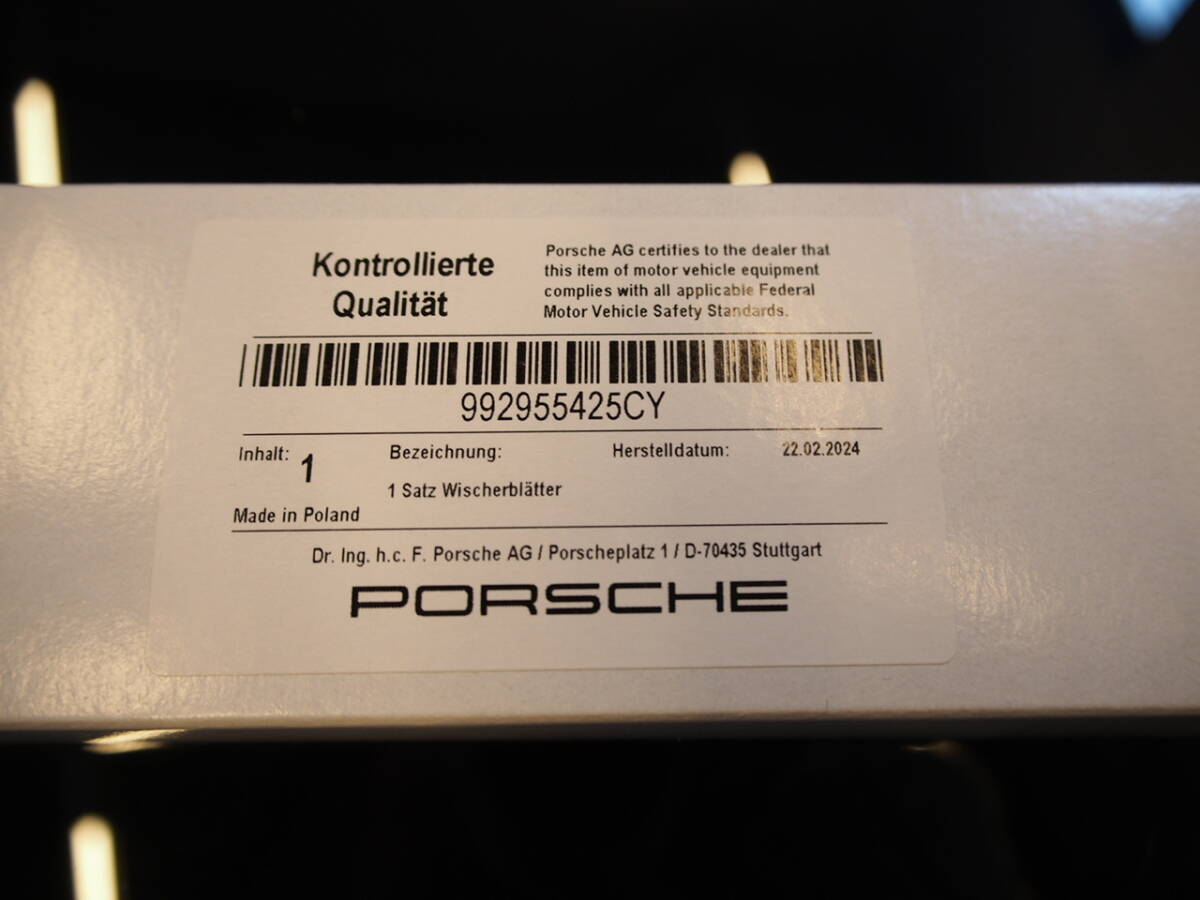 Kontrollierte
Qualität
Porsche AG certifies to the dealer that
this item of motor vehicle equipment
complies with all applicable Federal
Motor Vehicle Safety Standards.
992955425CY
Inhalt: 1 Bezeichnung: Herstelldatum: 22.02.2024
1 Satz Wischerblätter
Made in Poland
Dr. Ing. h.c. F. Porsche AG / Porscheplatz 1 / D-70435 Stuttgart
PORSCHE